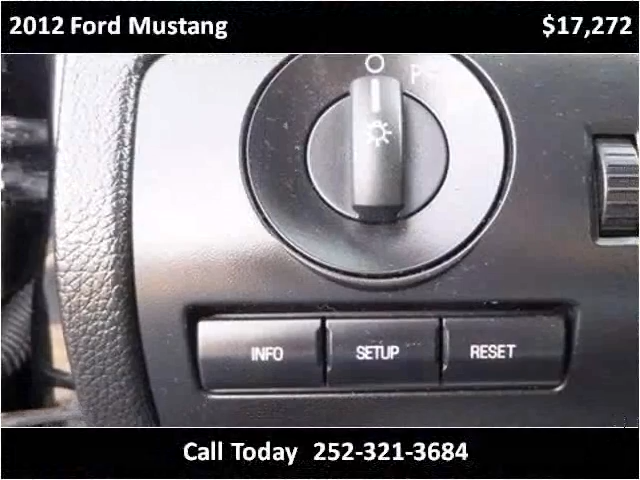 2012 Ford Mustang $17,272
P
INFO SETUP RESET
Call Today 252-321-3684